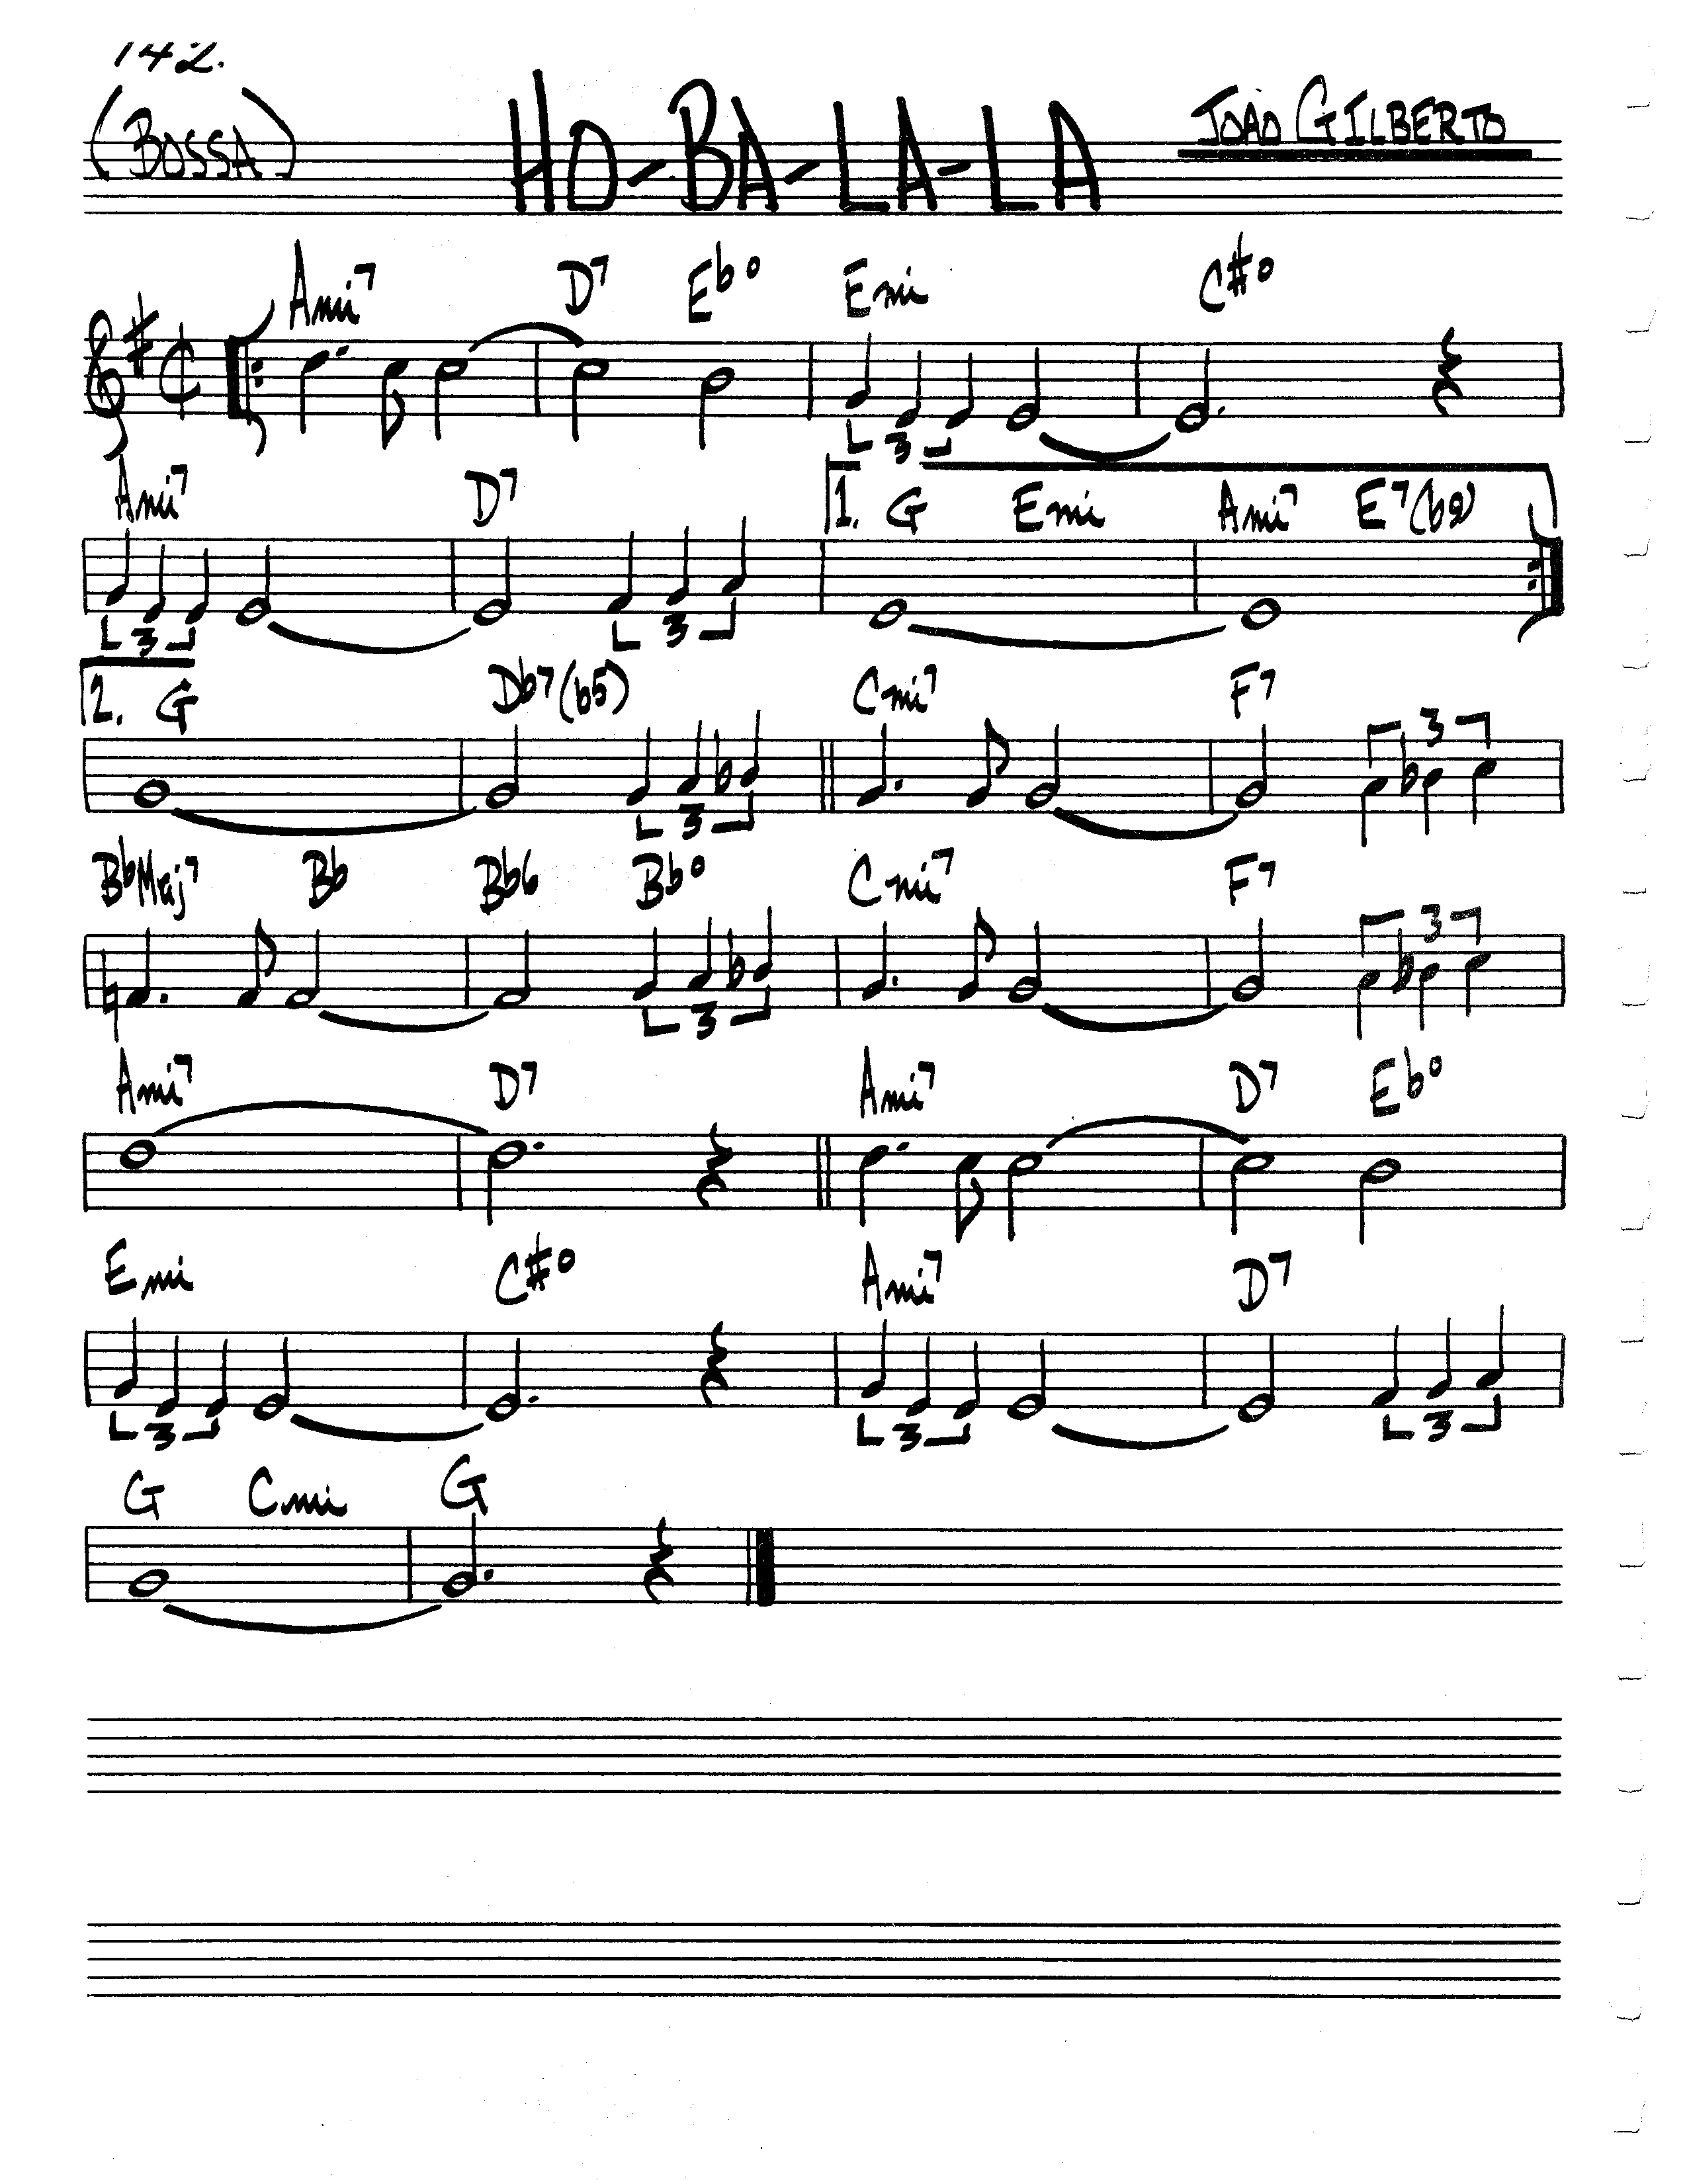 142.
(BOSSA) HO-BA-LA-LA JOÃO GILBERTO
Ami7 D7 Eb° Emi C#°
3
Ami7 D7 1. G Emi Ami7 E7(b9)
3 3
2. G Db7(b5) Cmi7 F7
3 3
BbMaj7 Bb Bb6 Bb° Cmi7 F7
3 3
Ami7 D7 Ami7 D7 Eb°
Emi C#° Ami7 D7
3 3 3
G Cmi G